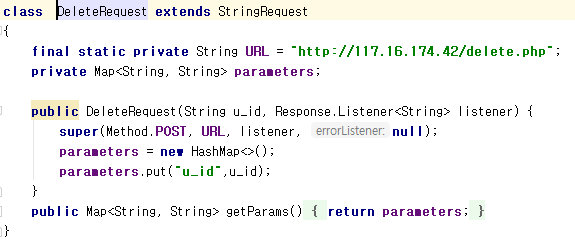 class DeleteRequest extends StringRequest
{
final static private String URL = "http://117.16.174.42/delete.php";
private Map<String, String> parameters;
public DeleteRequest(String u_id, Response.Listener<String> listener) {
super(Method.POST, URL, listener, errorListener: null);
parameters = new HashMap<>();
parameters.put("u_id",u_id);
}
public Map<String, String> getParams() { return parameters; }
}